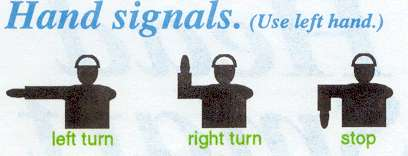 Hand signals. (Use left hand.)
left turn right turn stop